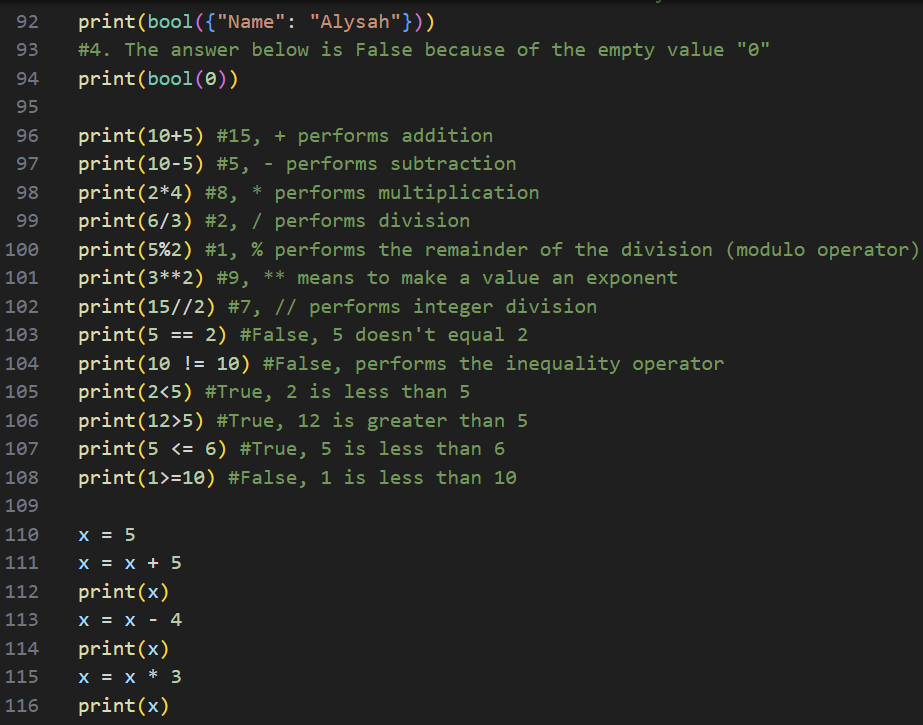 92 print(bool({"Name": "Alysah"}))
93 #4. The answer below is False because of the empty value "0"
94 print(bool(0))
95
96 print(10+5) #15, + performs addition
97 print(10-5) #5, - performs subtraction
98 print(2*4) #8, * performs multiplication
99 print(6/3) #2, / performs division
100 print(5%2) #1, % performs the remainder of the division (modulo operator)
101 print(3**2) #9, ** means to make a value an exponent
102 print(15//2) #7, // performs integer division
103 print(5 == 2) #False, 5 doesn't equal 2
104 print(10 != 10) #False, performs the inequality operator
105 print(2<5) #True, 2 is less than 5
106 print(12>5) #True, 12 is greater than 5
107 print(5 <= 6) #True, 5 is less than 6
108 print(1>=10) #False, 1 is less than 10
109
110 x = 5
111 x = x + 5
112 print(x)
113 x = x - 4
114 print(x)
115 x = x * 3
116 print(x)